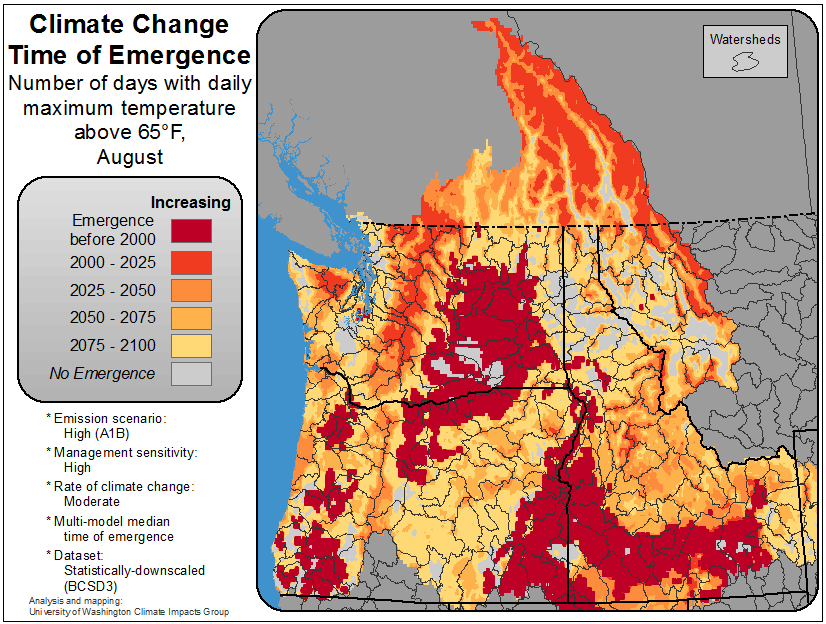 Climate Change
Time of Emergence
Number of days with daily
maximum temperature
above 65°F,
August
Increasing
Emergence
before 2000
2000 - 2025
2025 - 2050
2050 - 2075
2075 - 2100
No Emergence
* Emission scenario:
High (A1B)
* Management sensitivity:
High
* Rate of climate change:
Moderate
* Multi-model median
time of emergence
* Dataset:
Statistically-downscaled
(BCSD3)
Analysis and mapping:
University of Washington Climate Impacts Group
Watersheds